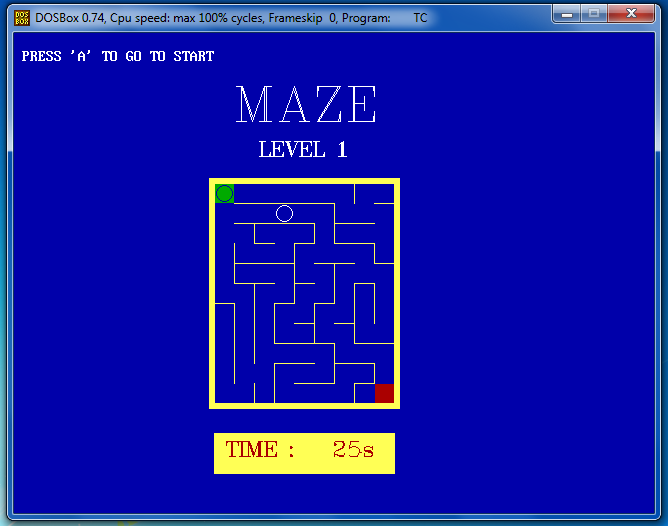 DOSBox 0.74, Cpu speed: max 100% cycles, Frameskip 0, Program: TC
PRESS 'A' TO GO TO START
MAZE
LEVEL 1
TIME : 25s